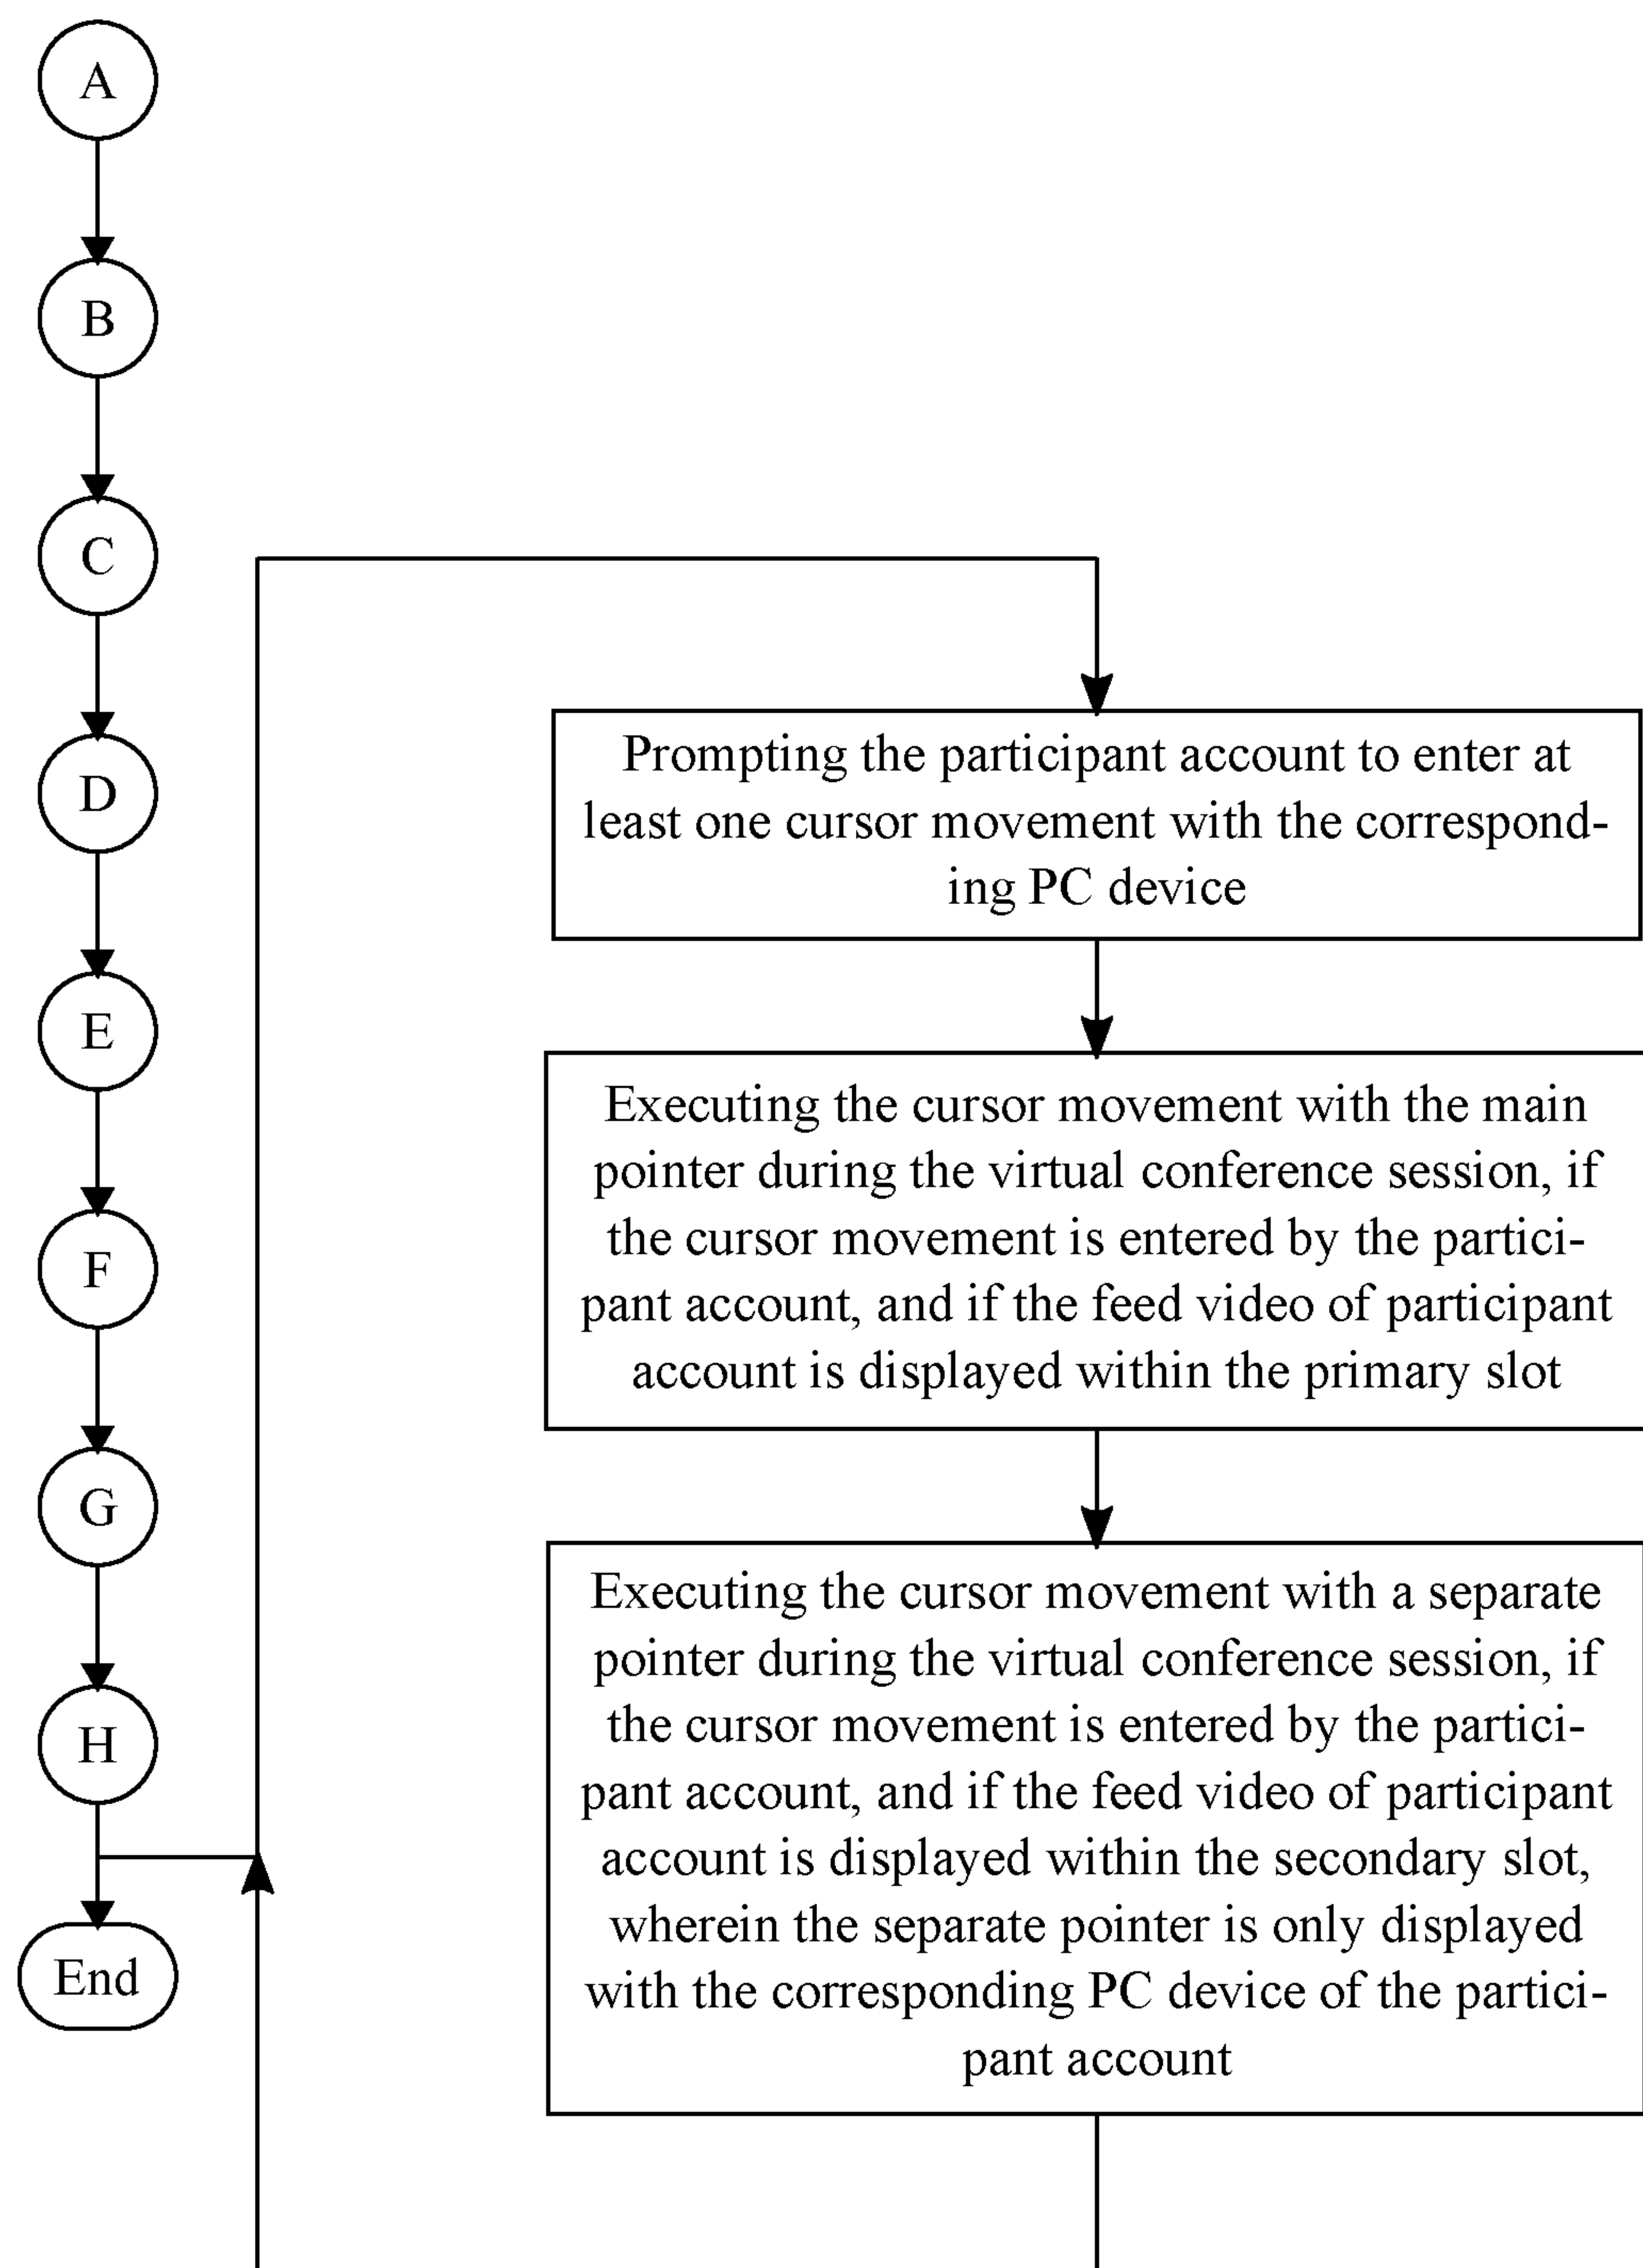 A
B
C
D
E
F
G
H
End
Prompting the participant account to enter at
least one cursor movement with the correspond-
ing PC device
Executing the cursor movement with the main
pointer during the virtual conference session, if
the cursor movement is entered by the partici-
pant account, and if the feed video of participant
account is displayed within the primary slot
Executing the cursor movement with a separate
pointer during the virtual conference session, if
the cursor movement is entered by the partici-
pant account, and if the feed video of participant
account is displayed within the secondary slot,
wherein the separate pointer is only displayed
with the corresponding PC device of the partici-
pant account